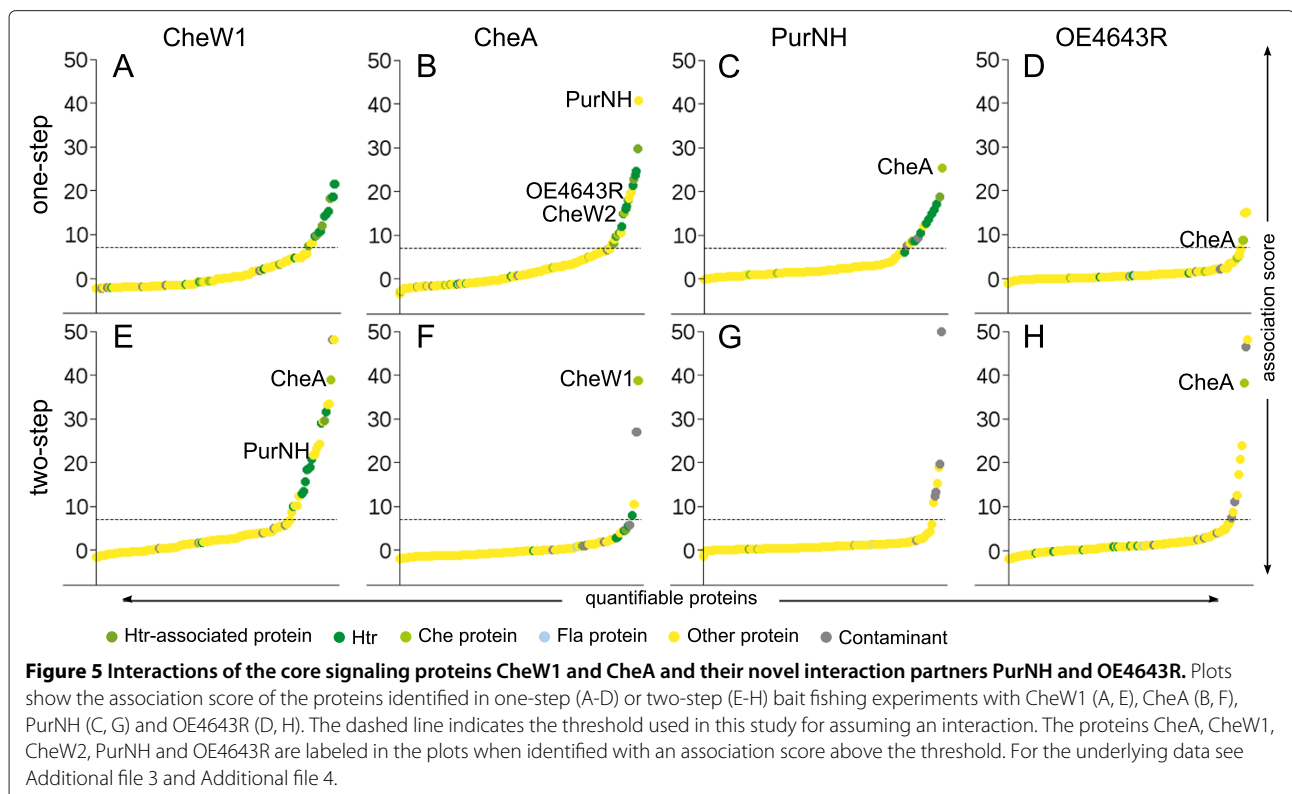 CheW1 CheA PurNH OE4643R
one-step
A
50
40
30
20
10
0
B
50
40
30
20
10
0
PurNH
OE4643R
CheW2
C
50
40
30
20
10
0
CheA
D
50
40
30
20
10
0
CheA
association score
two-step
E
50
40
30
20
10
0
CheA
PurNH
F
50
40
30
20
10
0
CheW1
G
50
40
30
20
10
0
H
50
40
30
20
10
0
CheA
quantifiable proteins
Htr-associated protein Htr Che protein Fla protein Other protein Contaminant
Figure 5 Interactions of the core signaling proteins CheW1 and CheA and their novel interaction partners PurNH and OE4643R. Plots
show the association score of the proteins identified in one-step (A-D) or two-step (E-H) bait fishing experiments with CheW1 (A, E), CheA (B, F),
PurNH (C, G) and OE4643R (D, H). The dashed line indicates the threshold used in this study for assuming an interaction. The proteins CheA, CheW1,
CheW2, PurNH and OE4643R are labeled in the plots when identified with an association score above the threshold. For the underlying data see
Additional file 3 and Additional file 4.